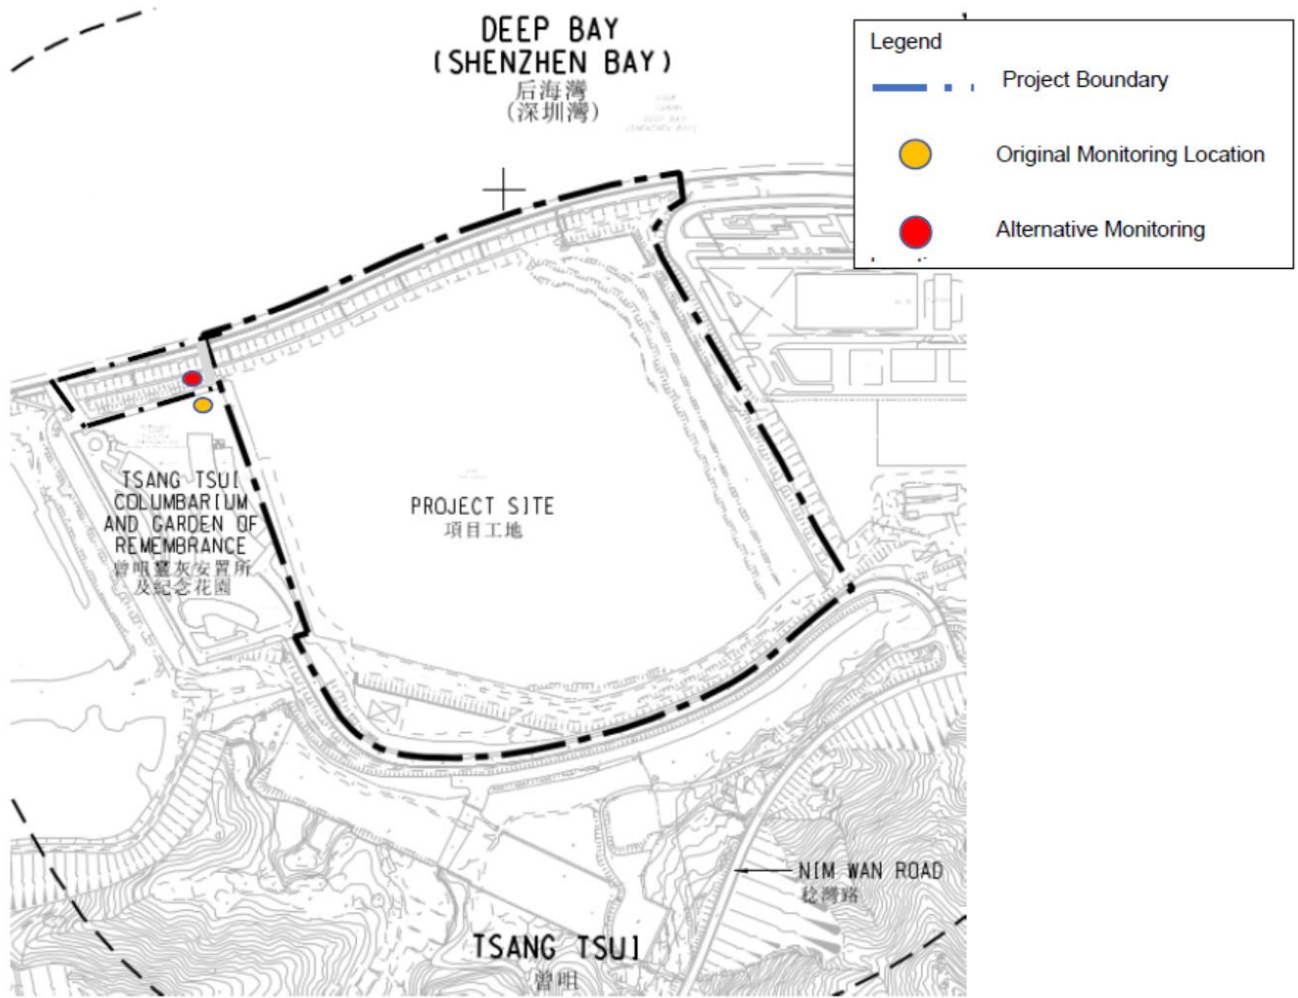 DEEP BAY
(SHENZHEN BAY)
后海灣
(深圳灣)
Legend
Project Boundary
Original Monitoring Location
Alternative Monitoring
TSANG TSUI
COLUMBARIUM
AND GARDEN OF
REMEMBRANCE
曾咀靈灰安置所
及紀念花園
PROJECT SITE
項目工地
NIM WAN ROAD
稔灣路
TSANG TSUI
曾咀